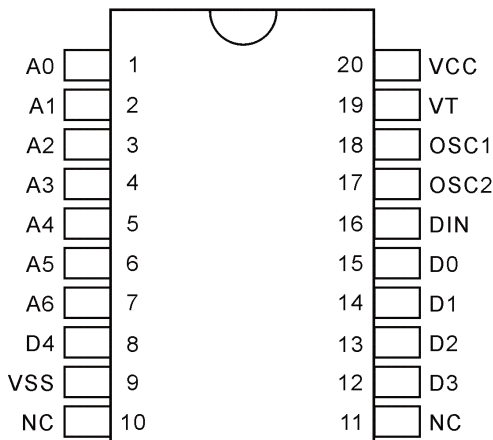 A0 1 20 VCC
A1 2 19 VT
A2 3 18 OSC1
A3 4 17 OSC2
A4 5 16 DIN
A5 6 15 D0
A6 7 14 D1
D4 8 13 D2
VSS 9 12 D3
NC 10 11 NC